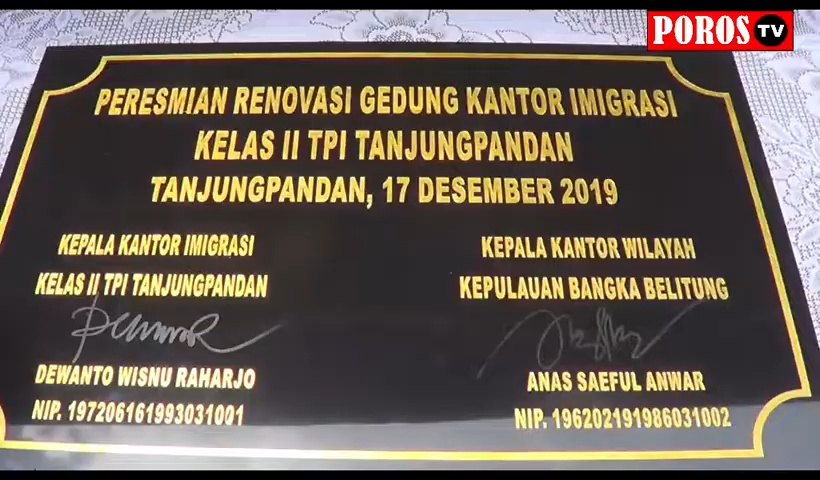 POROS TV
PERESMIAN RENOVASI GEDUNG KANTOR IMIGRASI
KELAS II TPI TANJUNGPANDAN
TANJUNGPANDAN, 17 DESEMBER 2019
KEPALA KANTOR IMIGRASI
KELAS II TPI TANJUNGPANDAN
DEWANTO WISNU RAHARJO
NIP. 197206161993031001
KEPALA KANTOR WILAYAH
KEPULAUAN BANGKA BELITUNG
ANAS SAEFUL ANWAR
NIP. 196202191986031002